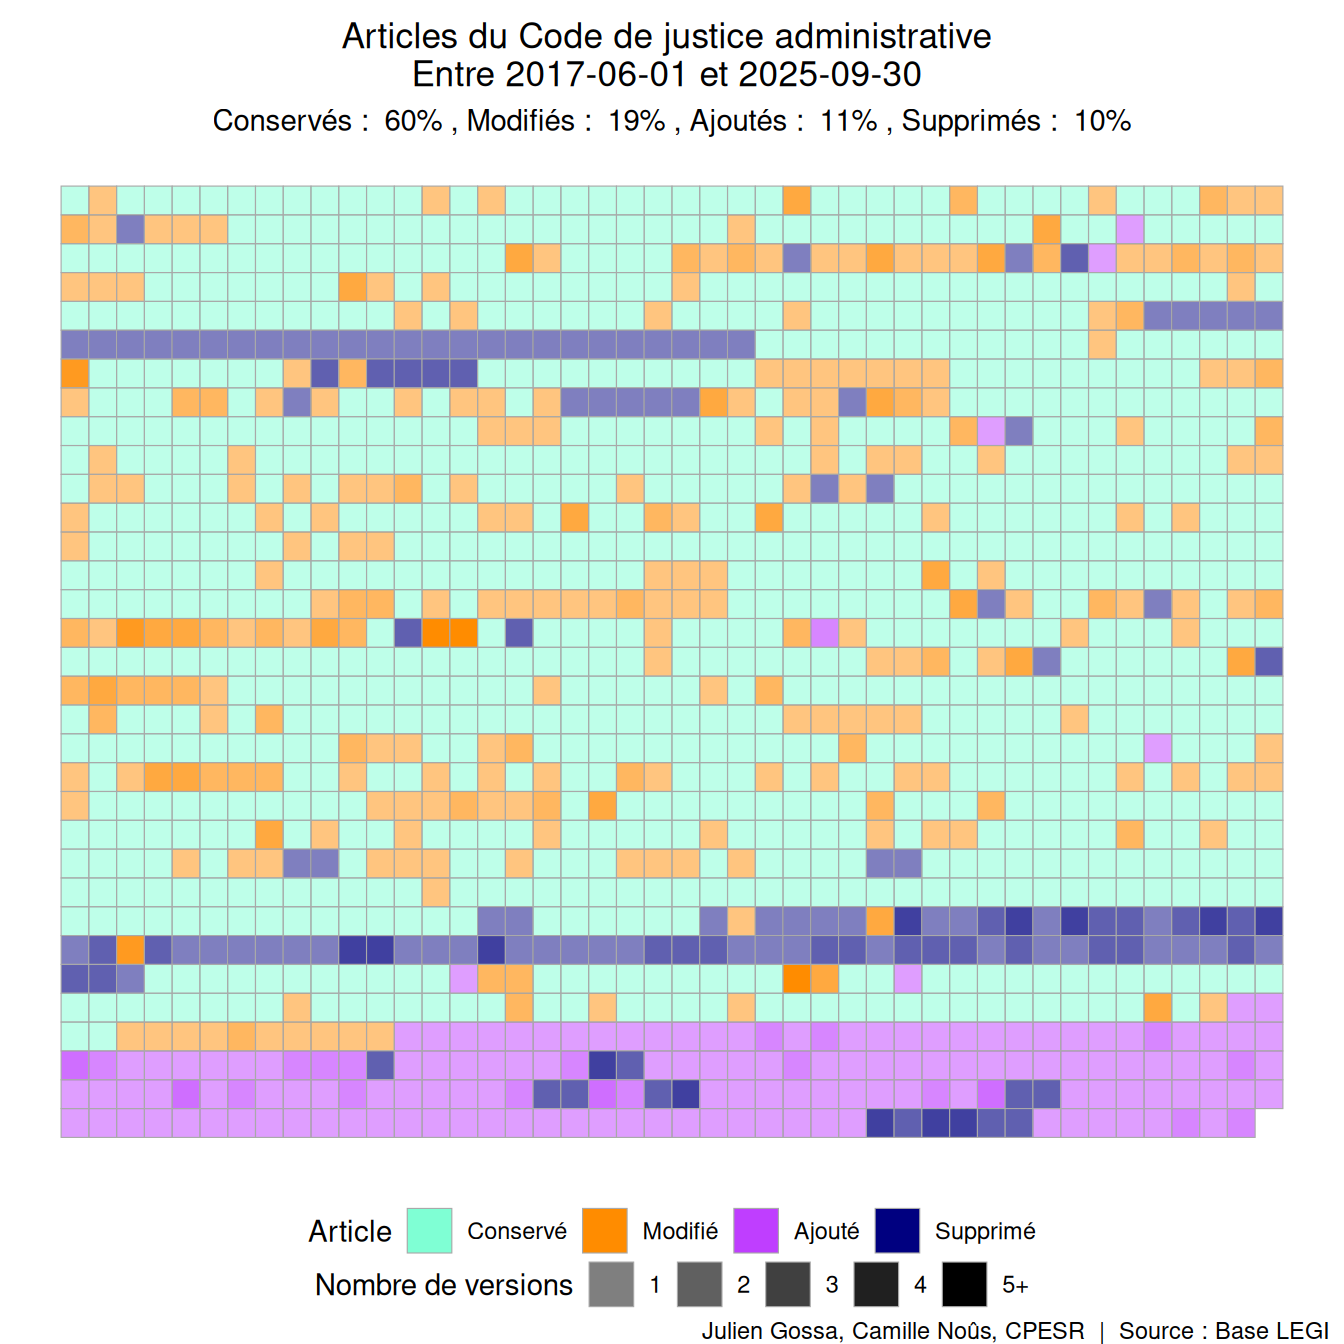 Articles du Code de justice administrative
Entre 2017-06-01 et 2025-09-30
Conservés :  60% , Modifiés :  19% , Ajoutés :  11% , Supprimés :  10%
Article Conservé Modifié Ajouté Supprimé
Nombre de versions 1 2 3 4 5+
Julien Gossa, Camille Noûs, CPESR | Source : Base LEGI